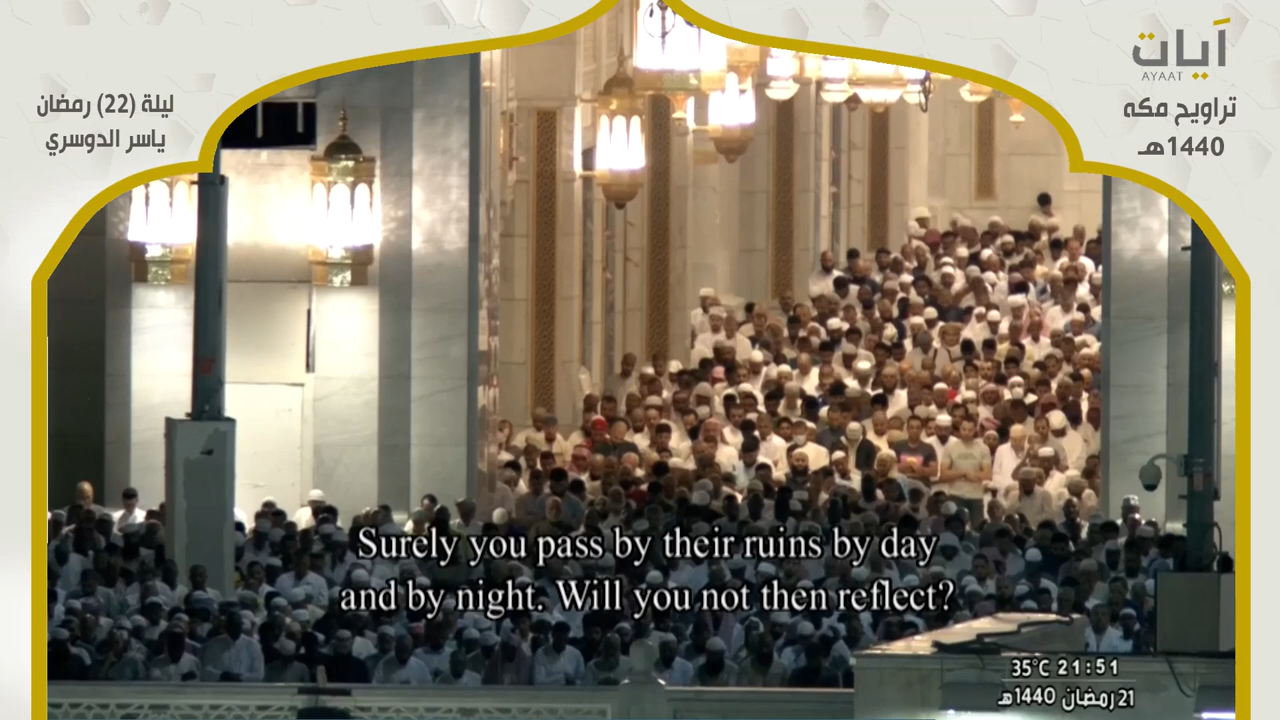 آيات
AYAAT
تراويح مكه
1440هـ
ليلة (22) رمضان
ياسر الدوسري
Surely you pass by their ruins by day
and by night. Will you not then reflect?
35°C 21:51
21 رمضان 1440هـ